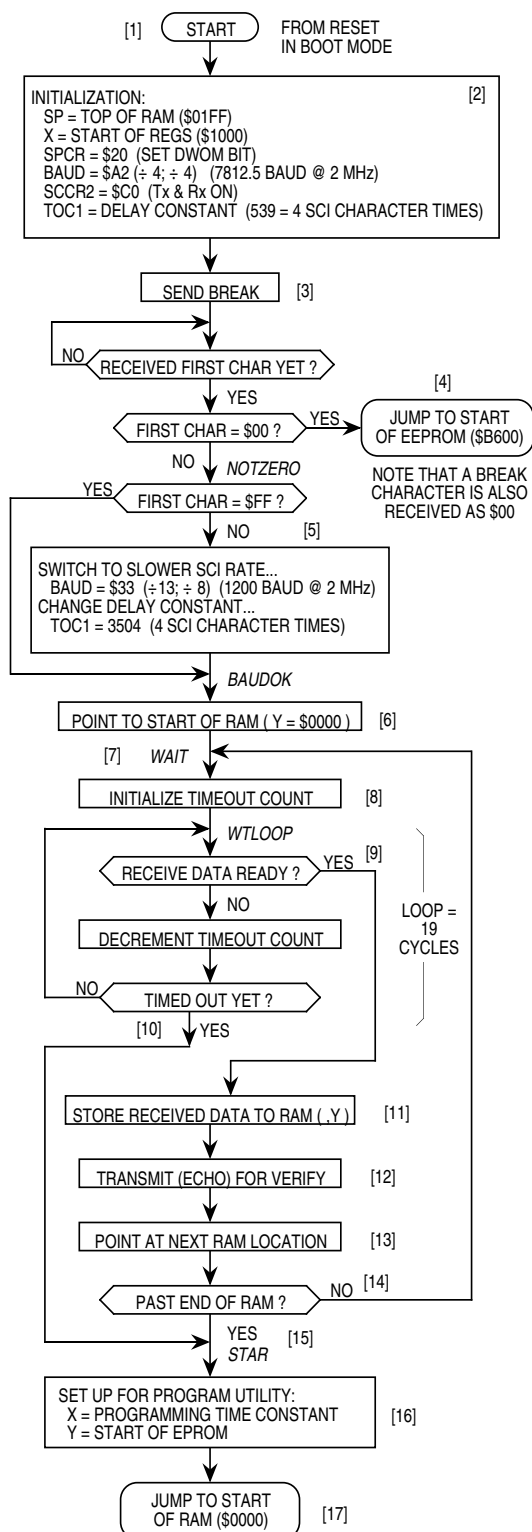 [1]
START
FROM RESET
IN BOOT MODE
INITIALIZATION:
[2]
SP = TOP OF RAM ($01FF)
X = START OF REGS ($1000)
SPCR = $20 (SET DWOM BIT)
BAUD = $A2 (÷ 4; ÷ 4) (7812.5 BAUD @ 2 MHz)
SCCR2 = $C0 (Tx & Rx ON)
TOC1 = DELAY CONSTANT (539 = 4 SCI CHARACTER TIMES)
SEND BREAK
[3]
NO
RECEIVED FIRST CHAR YET ?
YES
[4]
FIRST CHAR = $00 ?
YES
JUMP TO START
OF EEPROM ($B600)
NO
NOTZERO
NOTE THAT A BREAK
CHARACTER IS ALSO
RECEIVED AS $00
YES
FIRST CHAR = $FF ?
NO
[5]
SWITCH TO SLOWER SCI RATE...
BAUD = $33 (÷13; ÷ 8) (1200 BAUD @ 2 MHz)
CHANGE DELAY CONSTANT...
TOC1 = 3504 (4 SCI CHARACTER TIMES)
BAUDOK
POINT TO START OF RAM ( Y = $0000 )
[6]
[7]
WAIT
INITIALIZE TIMEOUT COUNT
[8]
WTLOOP
RECEIVE DATA READY ?
YES
[9]
NO
LOOP =
19
CYCLES
DECREMENT TIMEOUT COUNT
NO
TIMED OUT YET ?
[10]
YES
STORE RECEIVED DATA TO RAM ( ,Y )
[11]
TRANSMIT (ECHO) FOR VERIFY
[12]
POINT AT NEXT RAM LOCATION
[13]
PAST END OF RAM ?
NO
[14]
YES
[15]
STAR
SET UP FOR PROGRAM UTILITY:
X = PROGRAMMING TIME CONSTANT
Y = START OF EPROM
[16]
JUMP TO START
OF RAM ($0000)
[17]